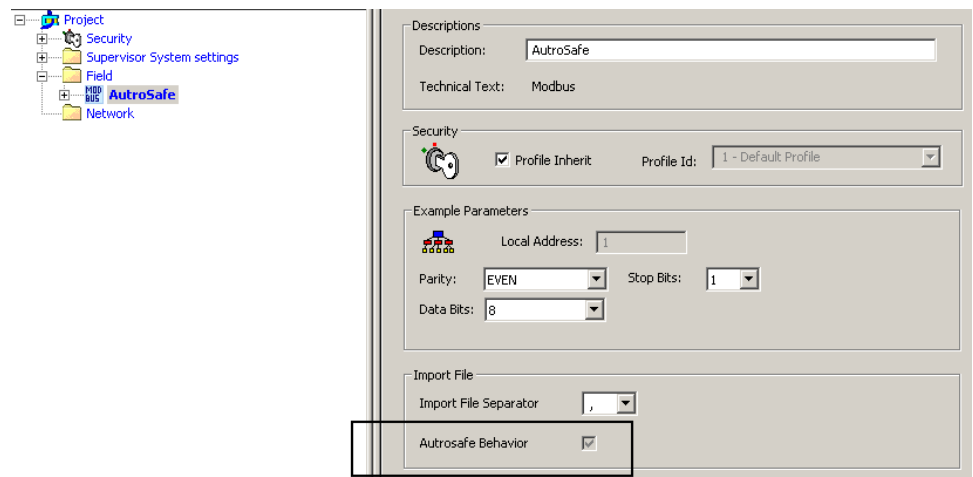 Project
Security
Supervisor System settings
Field
MOD
BUS
AutroSafe
Network
Descriptions
Description: AutroSafe
Technical Text: Modbus
Security
Profile Inherit Profile Id: 1 - Default Profile
Example Parameters
Local Address: 1
Parity: EVEN Stop Bits: 1
Data Bits: 8
Import File
Import File Separator ,
Autrosafe Behavior